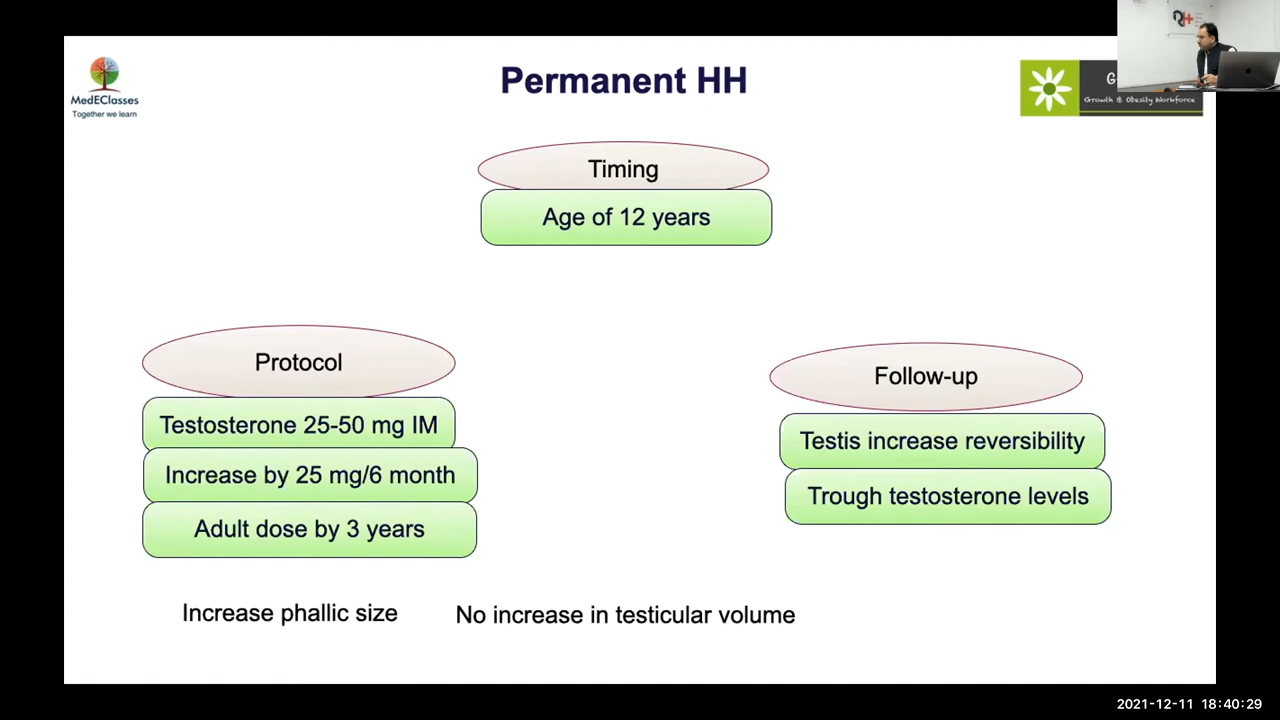 Permanent HH
MedEClasses
Together we learn
G
Growth & Obesity Workforce
Timing
Age of 12 years
Protocol
Testosterone 25-50 mg IM
Increase by 25 mg/6 month
Adult dose by 3 years
Follow-up
Testis increase reversibility
Trough testosterone levels
Increase phallic size
No increase in testicular volume
2021-12-11 18:40:29